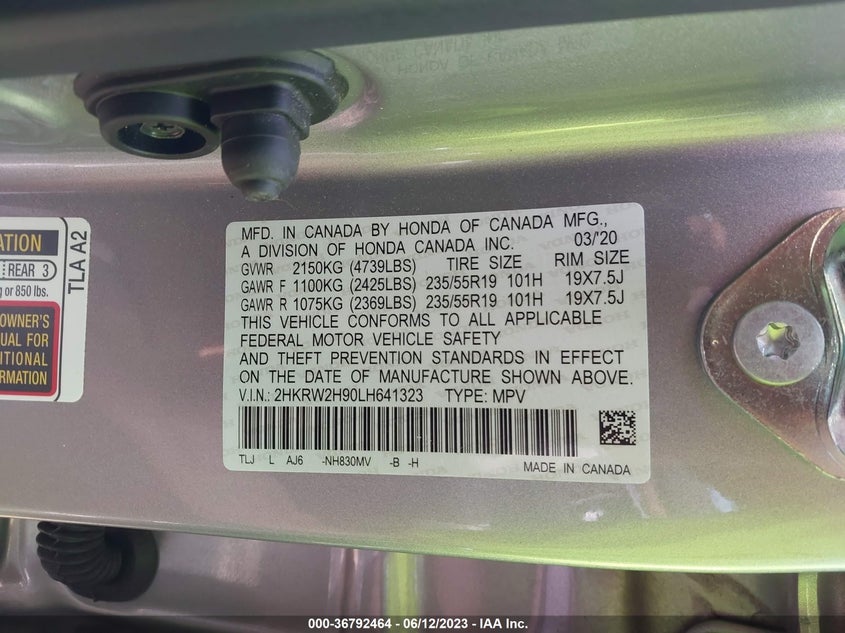 MFD. IN CANADA BY HONDA OF CANADA MFG.,
A DIVISION OF HONDA CANADA INC. 03/'20
GVWR 2150KG (4739LBS) TIRE SIZE RIM SIZE
GAWR F 1100KG (2425LBS) 235/55R19 101H 19X7.5J
GAWR R 1075KG (2369LBS) 235/55R19 101H 19X7.5J
THIS VEHICLE CONFORMS TO ALL APPLICABLE
FEDERAL MOTOR VEHICLE SAFETY
AND THEFT PREVENTION STANDARDS IN EFFECT
ON THE DATE OF MANUFACTURE SHOWN ABOVE.
V.I.N.: 2HKRW2H90LH641323 TYPE: MPV
TLJ L AJ6 -NH830MV -B -H
MADE IN CANADA
ATION
REAR 3
g or 850 lbs.
OWNER'S
UAL FOR
ITIONAL
RMATION
TLA A2
000-36792464 - 06/12/2023 - IAA Inc.